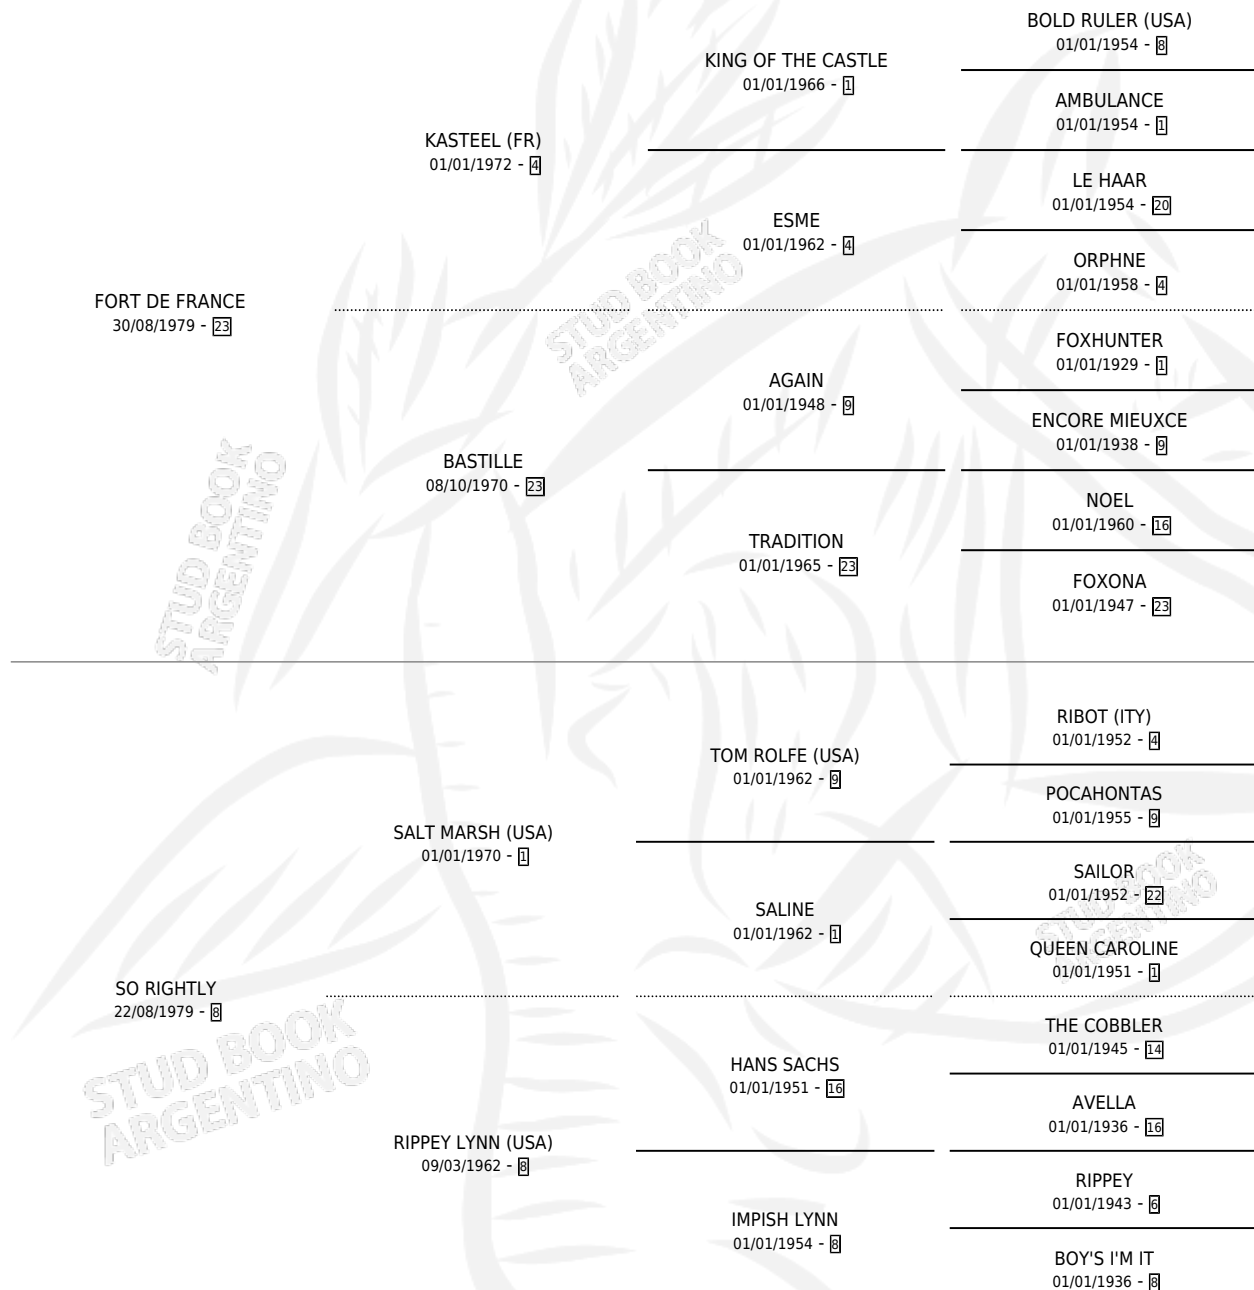 BOLD RULER (USA)
01/01/1954 - 8
KING OF THE CASTLE
01/01/1966 - 1
AMBULANCE
01/01/1954 - 1
KASTEEL (FR)
01/01/1972 - 4
LE HAAR
01/01/1954 - 20
ESME
01/01/1962 - 4
ORPHNE
01/01/1958 - 4
FORT DE FRANCE
30/08/1979 - 23
FOXHUNTER
01/01/1929 - 1
AGAIN
01/01/1948 - 9
ENCORE MIEUXCE
01/01/1938 - 9
BASTILLE
08/10/1970 - 23
NOEL
01/01/1960 - 16
TRADITION
01/01/1965 - 23
FOXONA
01/01/1947 - 23
STUD BOOK
ARGENTINO
STUD BOOK
ARGENTINO
RIBOT (ITY)
01/01/1952 - 4
TOM ROLFE (USA)
01/01/1962 - 9
POCAHONTAS
01/01/1955 - 9
SALT MARSH (USA)
01/01/1970 - 1
SAILOR
01/01/1952 - 22
SALINE
01/01/1962 - 1
QUEEN CAROLINE
01/01/1951 - 1
STUD BOOK
ARGENTINO
SO RIGHTLY
22/08/1979 - 8
THE COBBLER
01/01/1945 - 14
HANS SACHS
01/01/1951 - 16
AVELLA
01/01/1936 - 16
RIPPEY LYNN (USA)
09/03/1962 - 8
RIPPEY
01/01/1943 - 6
IMPISH LYNN
01/01/1954 - 8
BOY'S I'M IT
01/01/1936 - 8
STUD BOOK
ARGENTINO